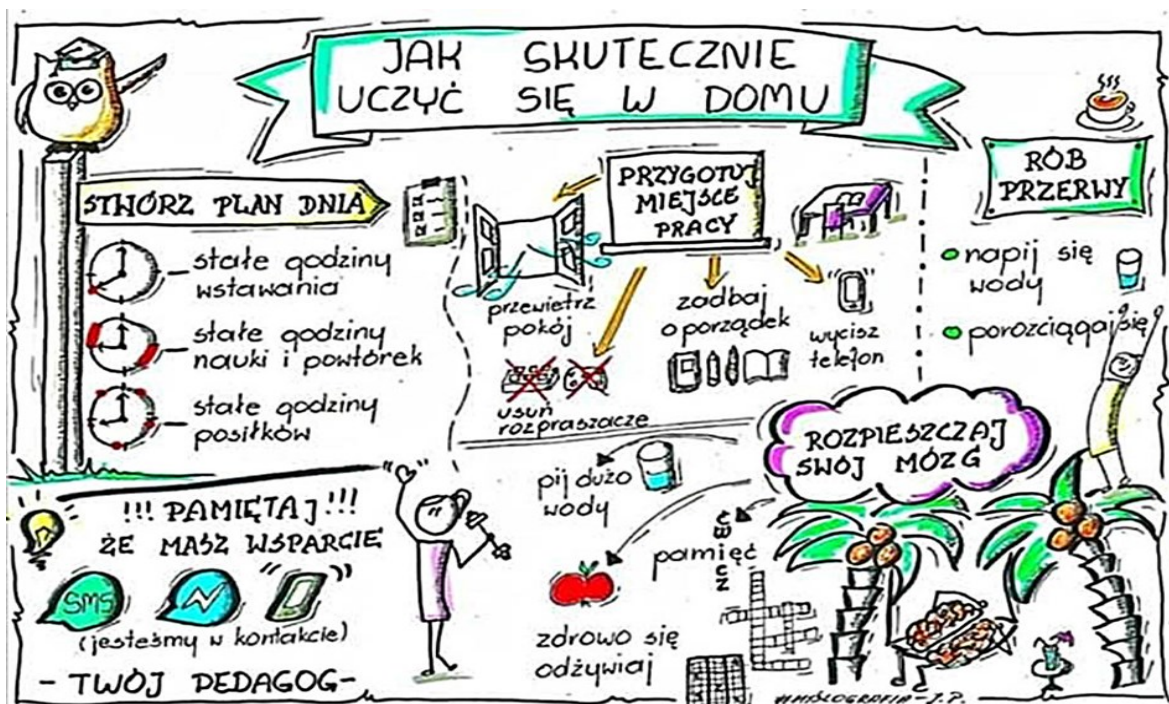 JAK SKUTECZNIE
UCZYĆ SIĘ W DOMU
STWÓRZ PLAN DNIA
stałe godziny
wstawania
stałe godziny
nauki i powtórek
stałe godziny
posiłków
PRZYGOTUJ
MIEJSCE
PRACY
przewietrz
pokój
usuń
rozpraszacze
zadbaj
o porządek
wycisz
telefon
RÓB
PRZERWY
napij się
wody
porozciągaj się
ROZPIESZCZAJ
SWÓJ MÓZG
pij dużo
wody
zdrowo się
odżywiaj
ĆWICZ
pamięć
!!! PAMIĘTAJ !!!
ŻE MASZ WSPARCIE
SMS
(jesteśmy w kontakcie)
- TWÓJ PEDAGOG-
#MYŚLOGRAFIA - J.P.